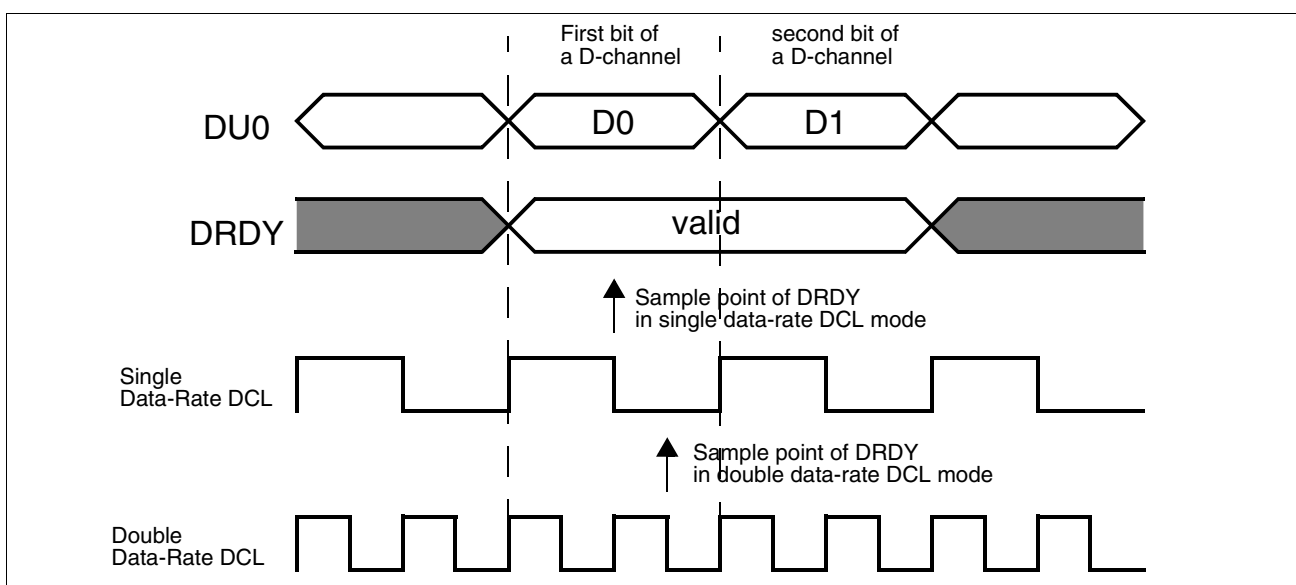 First bit of
a D-channel
second bit of
a D-channel
DU0
D0
D1
DRDY
valid
Sample point of DRDY
in single data-rate DCL mode
Single
Data-Rate DCL
Sample point of DRDY
in double data-rate DCL mode
Double
Data-Rate DCL